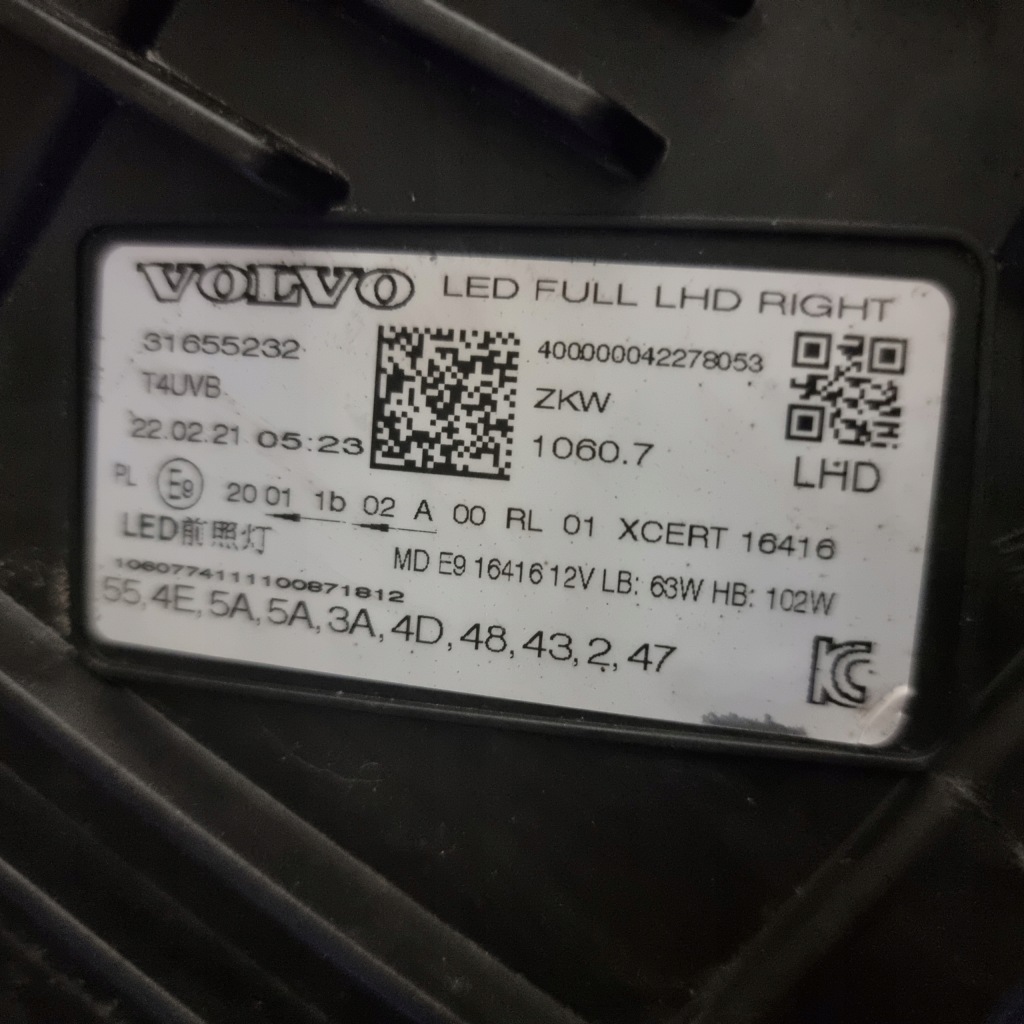 VOLVO LED FULL LHD RIGHT
31655232
T4UVB
22.02.21 05:23
400000042278053
ZKW
1060.7
LHD
PL E9 20 01 1b 02 A 00 RL 01 XCERT 16416
LED前照灯
MD E9 16416 12V LB: 63W HB: 102W
1060774111100871812
55,4E,5A,5A,3A,4D,48,43,2,47
KC